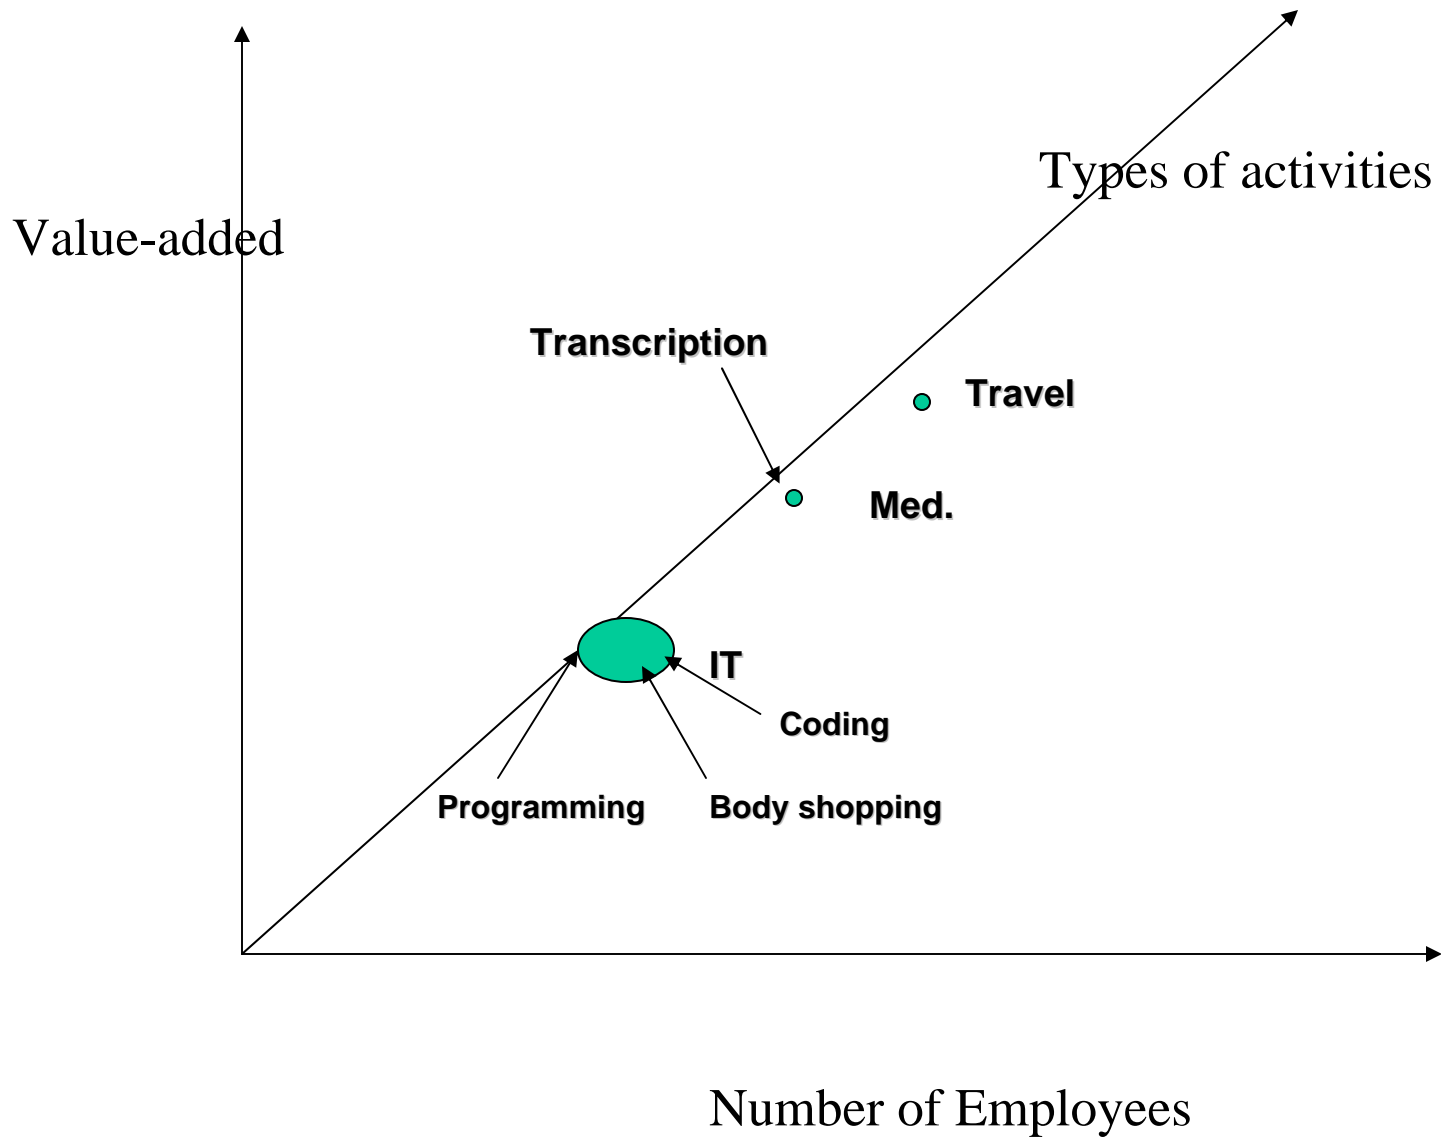 Types of activities
Value-added
Transcription
Travel
Med.
IT
Coding
Programming
Body shopping
Number of Employees